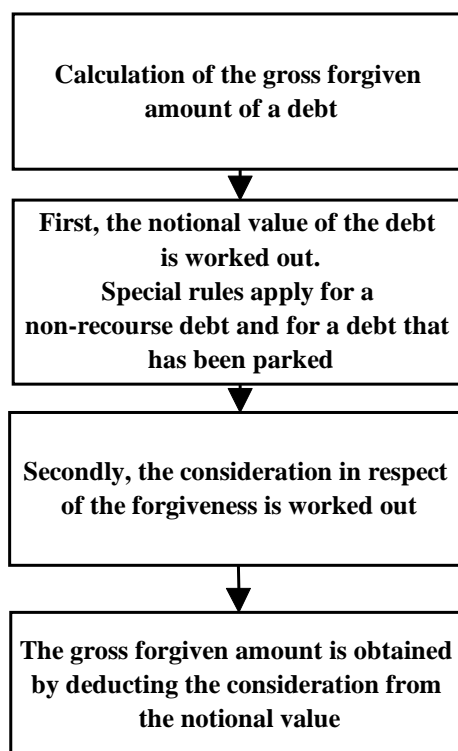 Calculation of the gross forgiven
amount of a debt
First, the notional value of the debt
is worked out.
Special rules apply for a
non-recourse debt and for a debt that
has been parked
Secondly, the consideration in respect
of the forgiveness is worked out
The gross forgiven amount is obtained
by deducting the consideration from
the notional value